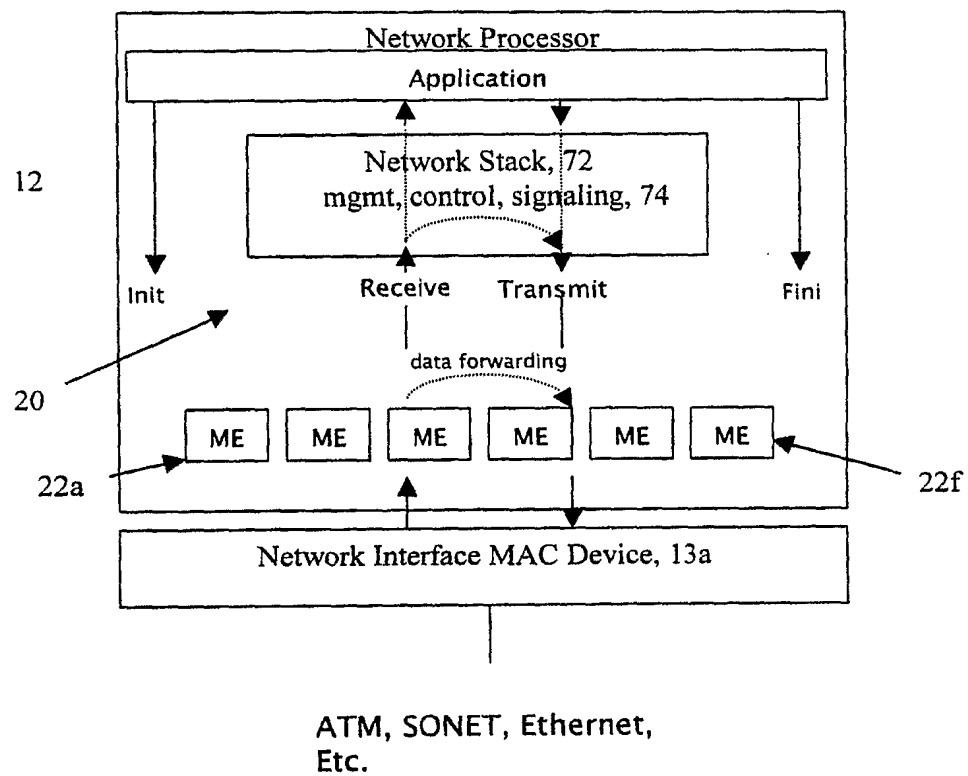 Network Processor
Application
12
Network Stack, 72
mgmt, control, signaling, 74
Init
Receive
Transmit
Fini
data forwarding
20
ME
ME
ME
ME
ME
ME
22a
22f
Network Interface MAC Device, 13a
ATM, SONET, Ethernet,
Etc.